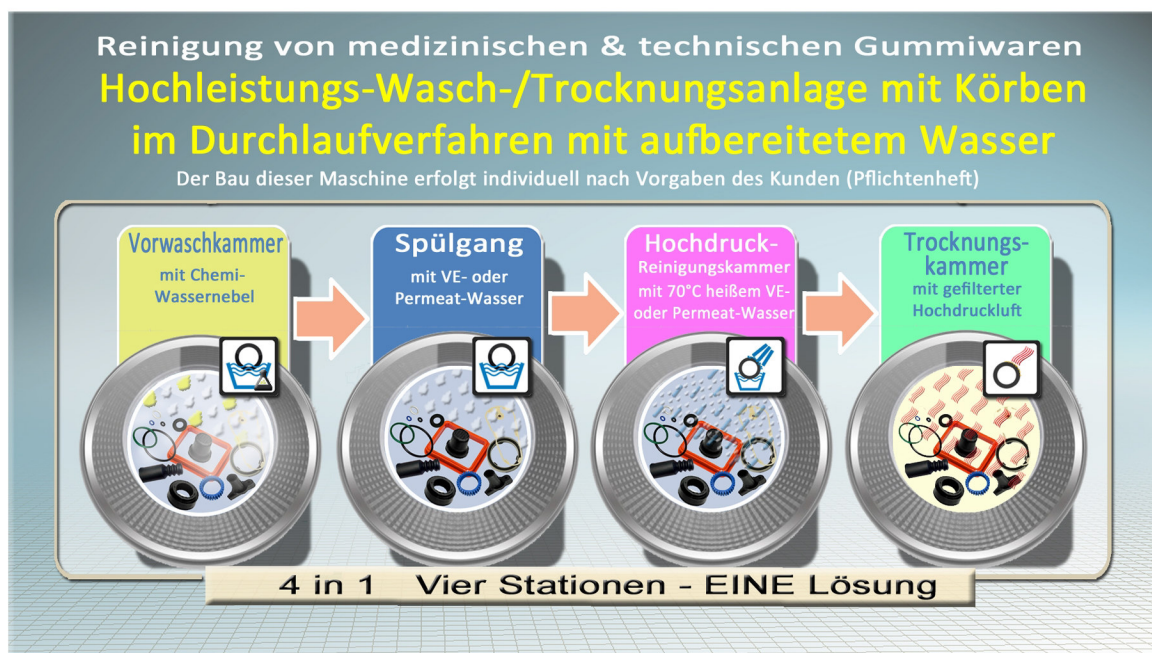 Reinigung von medizinischen & technischen Gummiwaren
Hochleistungs-Wasch-/Trocknungsanlage mit Körben
im Durchlaufverfahren mit aufbereitetem Wasser
Der Bau dieser Maschine erfolgt individuell nach Vorgaben des Kunden (Pflichtenheft)
Vorwaschkammer
mit Chemi-
Wassernebel
Spülgang
mit VE- oder
Permeat-Wasser
Hochdruck-
Reinigungskammer
mit 70°C heißem VE-
oder Permeat-Wasser
Trocknungs-
kammer
mit gefilterter
Hochdruckluft
4 in 1 Vier Stationen - EINE Lösung